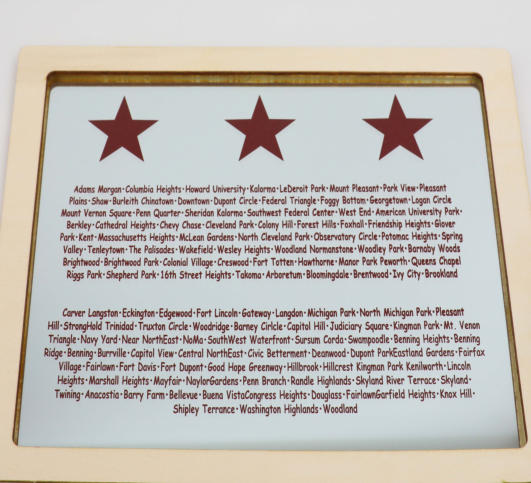 Adams Morgan·Columbia Heights·Howard University·Kalorma·LeDeroit Park·Mount Pleasant·Park View·Pleasant
Plains·Shaw·Burleith Chinatown·Downtown·Dupont Circle·Federal Triangle·Foggy Bottom·Georgetown·Logan Circle
Mount Vernon Square·Penn Quarter·Sheridan Kalorma·Southwest Federal Center·West End·American University Park·
Berkley·Cathedral Heights·Chevy Chase·Cleveland Park·Colony Hill·Forest Hills·Foxhall·Friendship Heights·Glover
Park·Kent·Massachusetts Heights·McLean Gardens·North Cleveland Park·Observatory Circle·Potomac Heights·Spring
Valley·Tenleytown·The Palisades·Wakefield·Wesley Heights·Woodland Normanstone·Woodley Park·Barnaby Woods
Brightwood·Brightwood Park·Colonial Village·Creswood·Fort Totten·Hawthorne·Manor Park Peworth·Queens Chapel
Riggs Park·Shepherd Park·16th Street Heights·Takoma·Arboretum·Bloomingdale·Brentwood·Ivy City·Brookland
Carver Langston·Eckington·Edgewood·Fort Lincoln·Gateway·Langdon·Michigan Park·North Michigan Park·Pleasant
Hill·StrongHold Trinidad·Truxton Circle·Woodridge·Barney Cirlcle·Capitol Hill·Judiciary Square·Kingman Park·Mt. Venon
Triangle·Navy Yard·Near NorthEast·NoMa·SouthWest Waterfront·Sursum Corda·Swampoodle·Benning Heights·Benning
Ridge·Benning·Burrville·Capitol View·Central NorthEast·Civic Betterment·Deanwood·Dupont ParkEastland Gardens·Fairfax
Village·Fairlawn·Fort Davis·Fort Dupont·Good Hope Greenway·Hillbrook·Hillcrest Kingman Park Kenilworth·Lincoln
Heights·Marshall Heights·Mayfair·NaylorGardens·Penn Branch·Randle Highlands·Skyland River Terrace·Skyland·
Twining·Anacostia·Barry Farm·Bellevue·Buena VistaCongress Heights·Douglass·FairlawnGarfield Heights·Knox Hill·
Shipley Terrace·Washington Highlands·Woodland